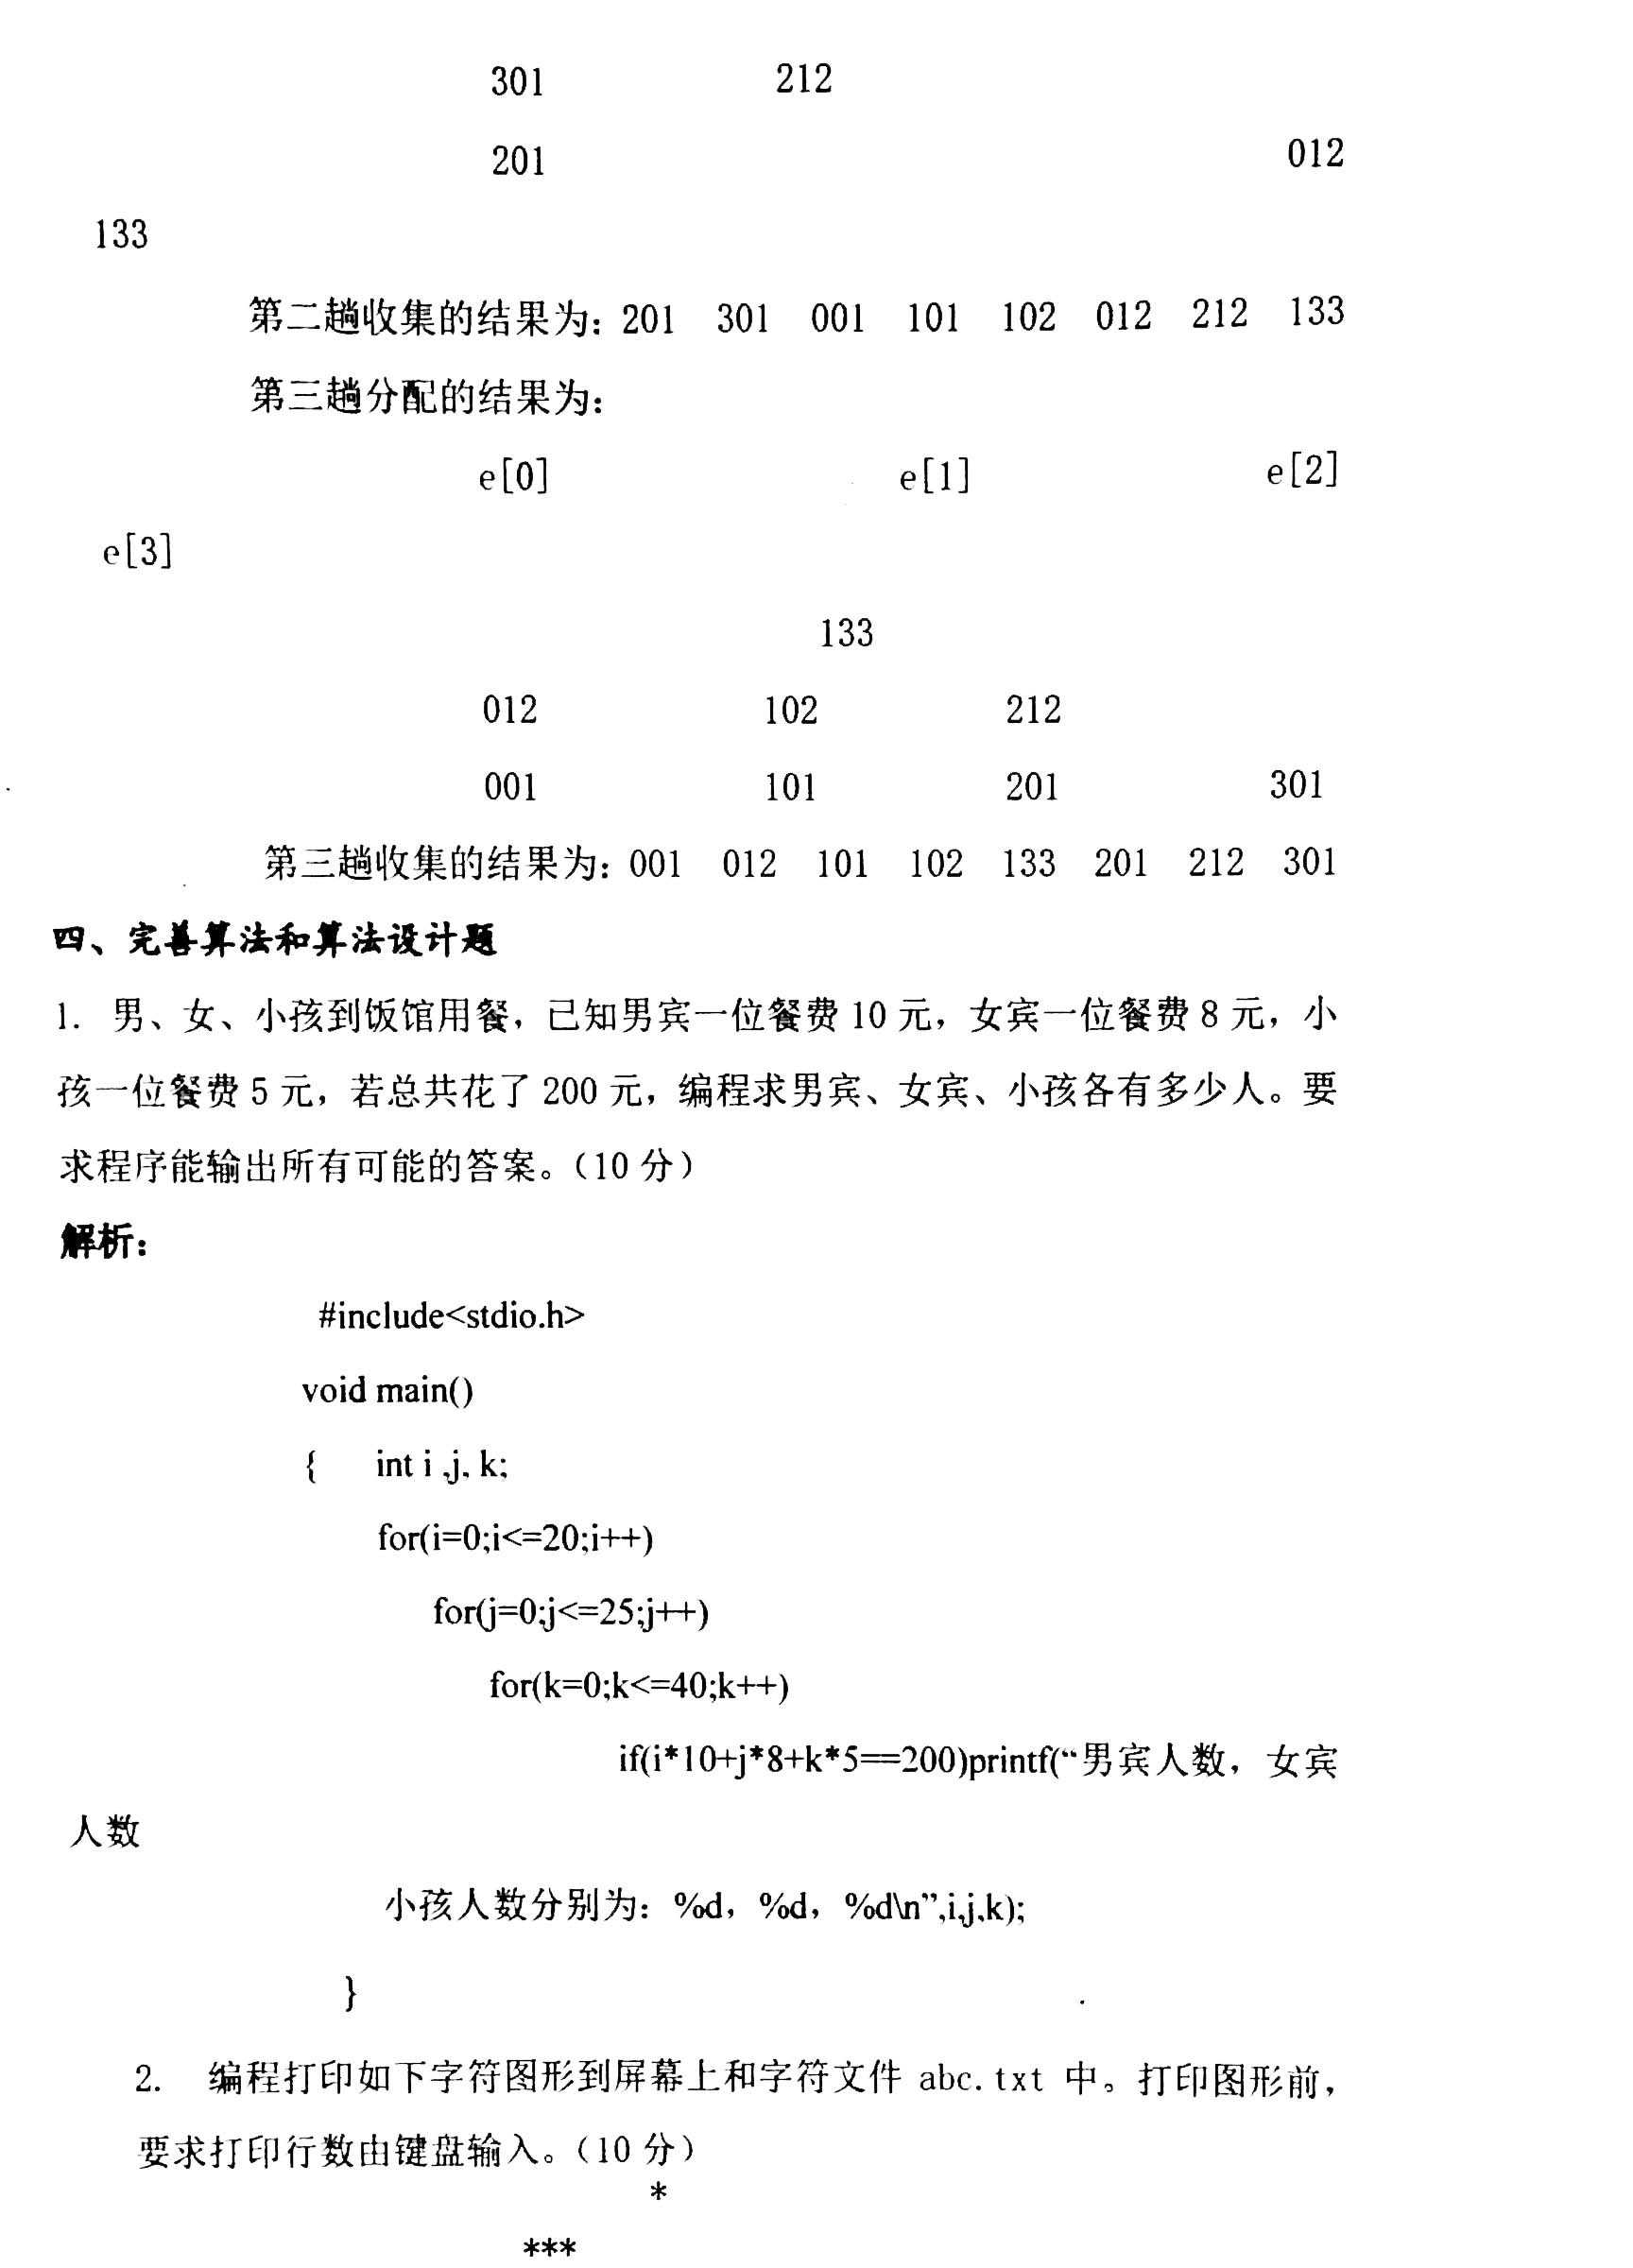 301 212
201 012
133
第二趟收集的结果为: 201 301 001 101 102 012 212 133
第三趟分配的结果为:
e[0] e[1] e[2]
e[3]
133
012 102 212
001 101 201 301
第三趟收集的结果为: 001 012 101 102 133 201 212 301
四、完善算法和算法设计题
1. 男、女、小孩到饭馆用餐，已知男宾一位餐费 10 元，女宾一位餐费 8 元，小
孩一位餐费 5 元，若总共花了 200 元，编程求男宾、女宾、小孩各有多少人。要
求程序能输出所有可能的答案。（10 分）
解析：
#include<stdio.h>
void main()
{ int i ,j, k;
for(i=0;i<=20;i++)
for(j=0;j<=25;j++)
for(k=0;k<=40;k++)
if(i*10+j*8+k*5==200)printf(“男宾人数，女宾
人数
小孩人数分别为：%d，%d，%d\n”,i,j,k);
}
2. 编程打印如下字符图形到屏幕上和字符文件 abc.txt 中。打印图形前，
要求打印行数由键盘输入。（10 分）
*
***